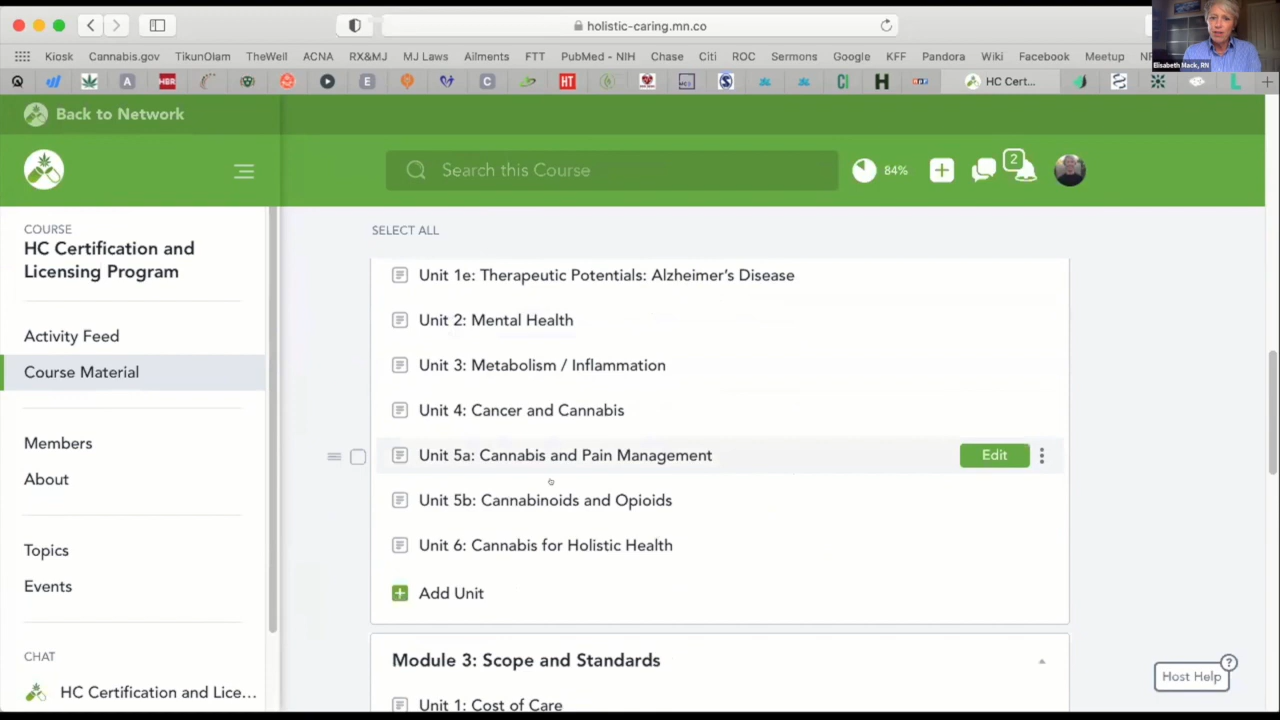 holistic-caring.mn.co
Elisabeth Mack, RN
Kiosk Cannabis.gov TikunOlam TheWell ACNA RX&MJ MJ Laws Payments FTT PubMed - NIH Chase Citi ROC Sermons Google KFF Pandora Wiki Facebook Meetup
HC Cert...
Back to Network
Search this Course
84%
2
COURSE
HC Certification and
Licensing Program
Activity Feed
Course Material
Members
About
Topics
Events
CHAT
HC Certification and Lice...
SELECT ALL
Unit 1e: Therapeutic Potentials: Alzheimer's Disease
Unit 2: Mental Health
Unit 3: Metabolism / Inflammation
Unit 4: Cancer and Cannabis
Unit 5a: Cannabis and Pain Management
Edit
Unit 5b: Cannabinoids and Opioids
Unit 6: Cannabis for Holistic Health
Add Unit
Module 3: Scope and Standards
Unit 1: Cost of Care
Host Help
?